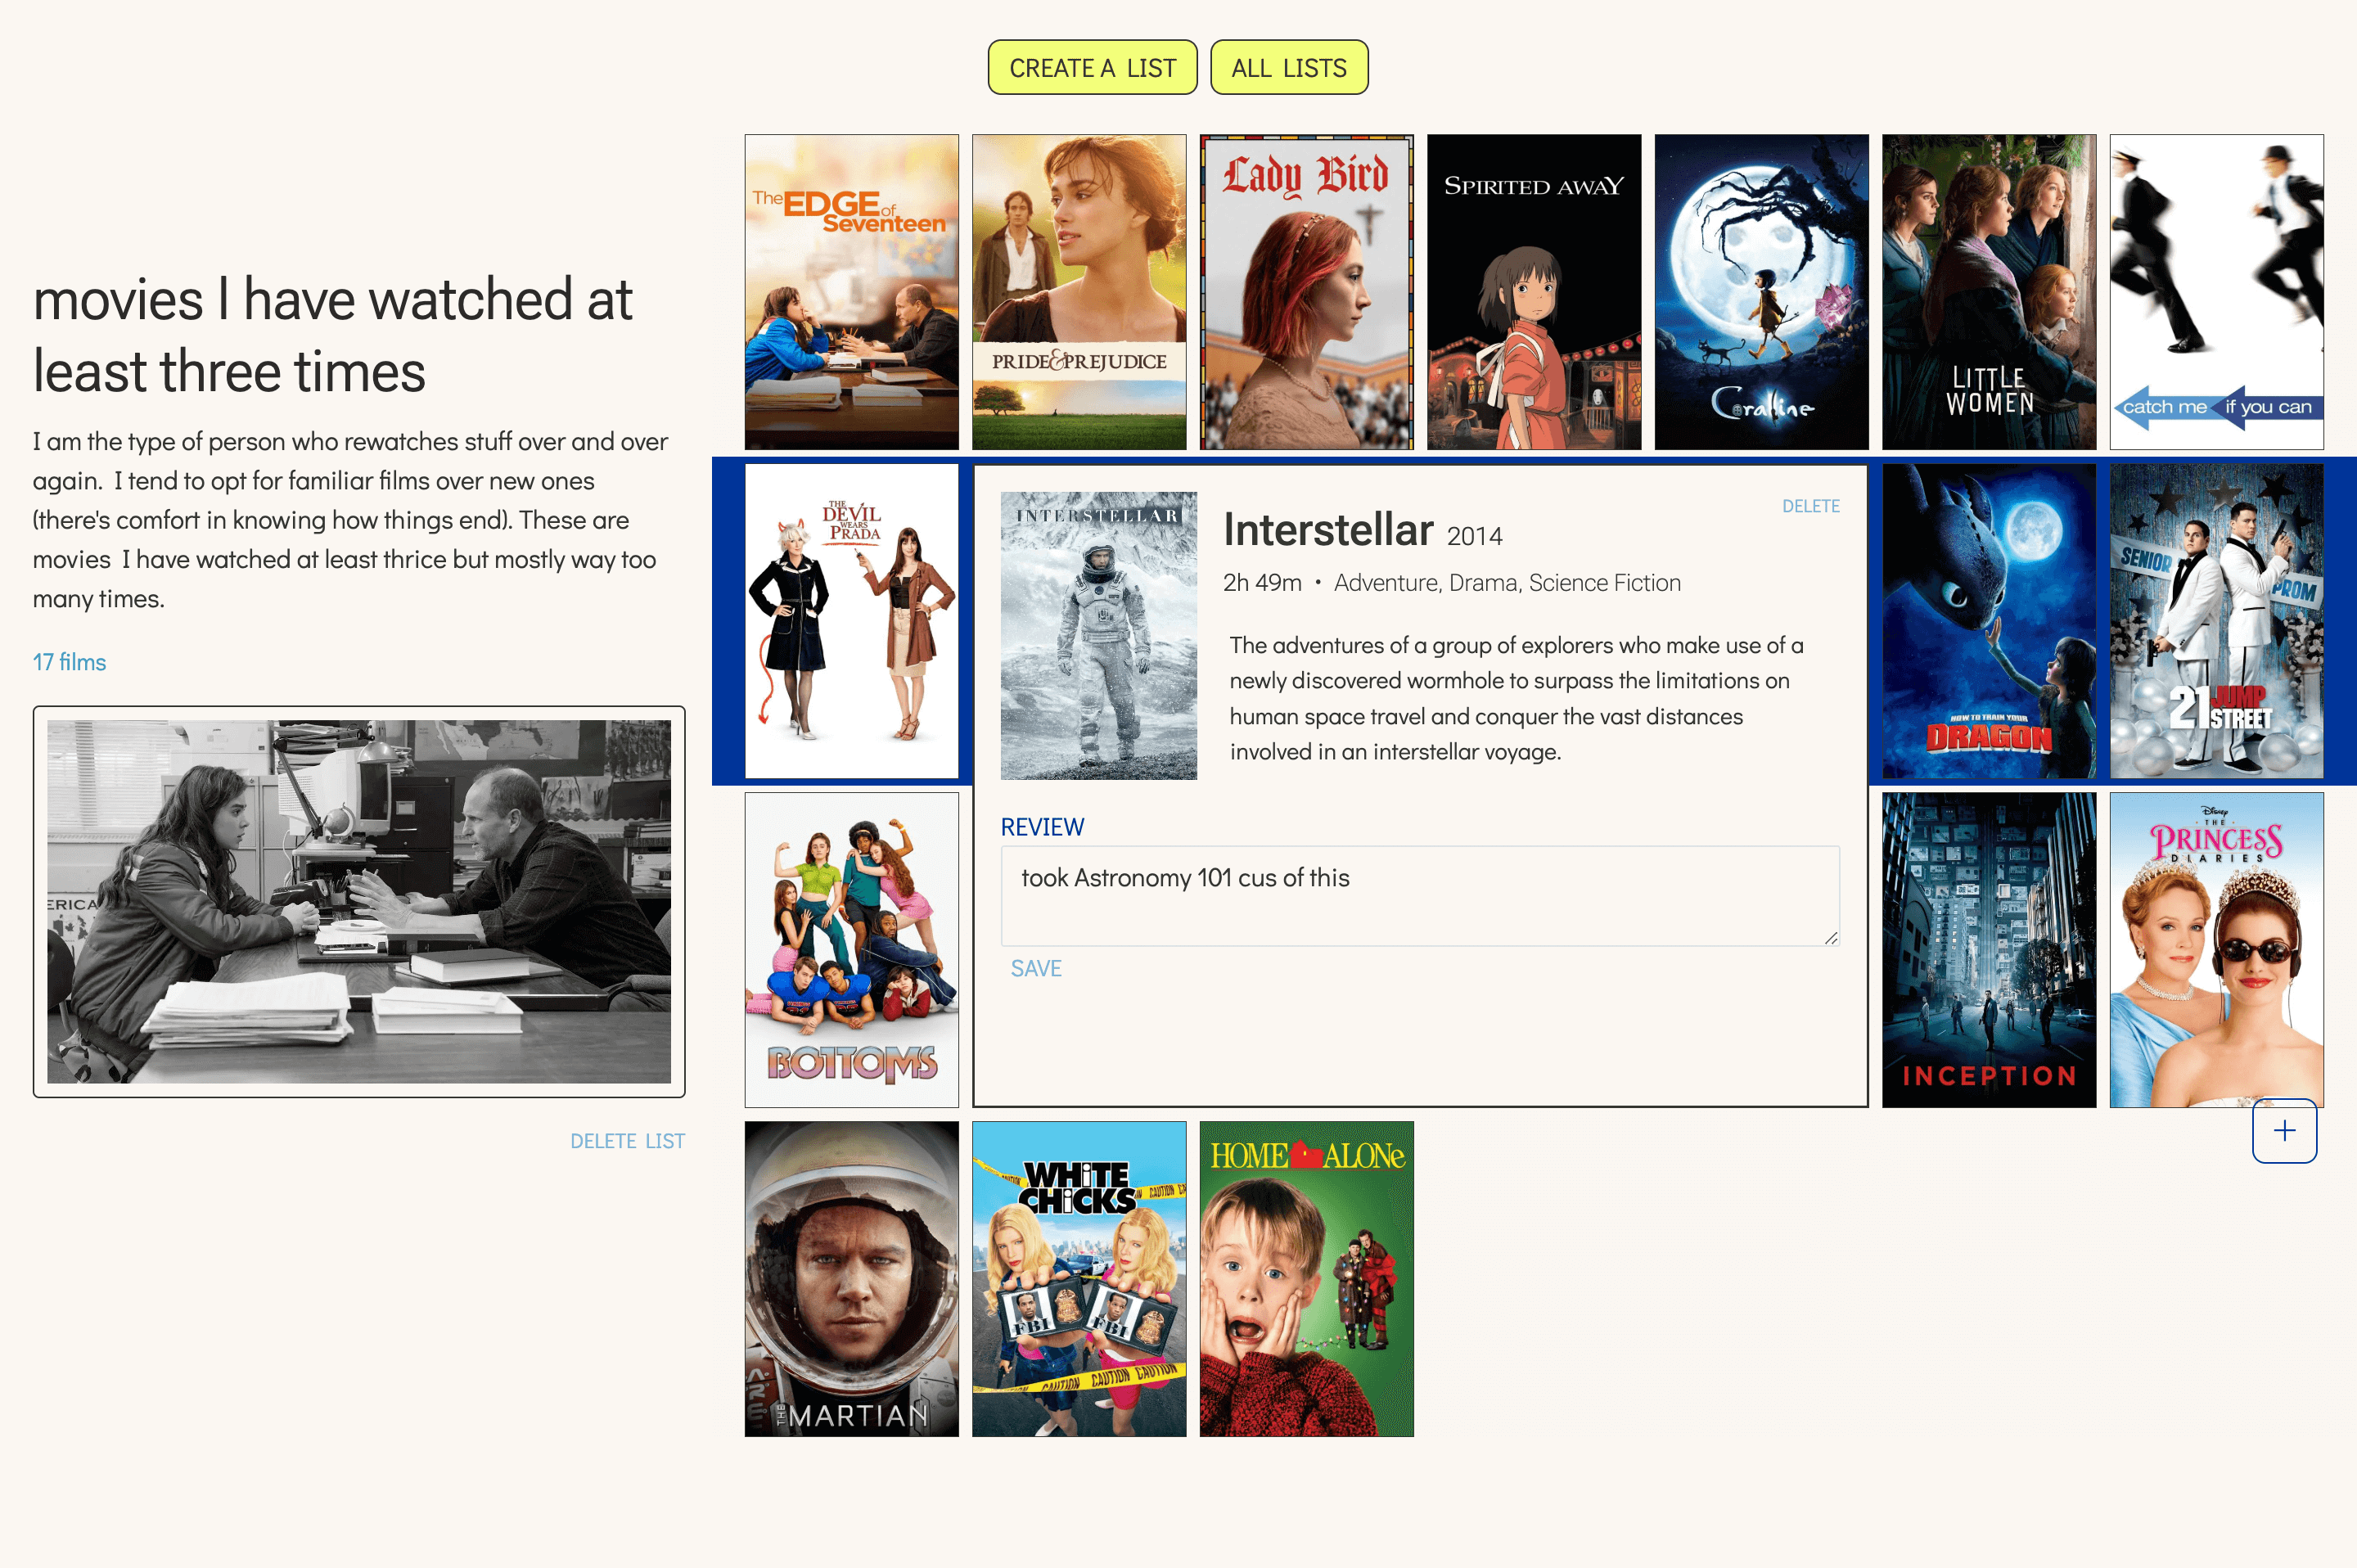 CREATE A LIST
ALL LISTS
movies I have watched at
least three times
I am the type of person who rewatches stuff over and over
again. I tend to opt for familiar films over new ones
(there's comfort in knowing how things end). These are
movies I have watched at least thrice but mostly way too
many times.
17 films
ERICA
DELETE LIST
The EDGE of
Seventeen
PRIDE & PREJUDICE
Lady Bird
SPIRITED AWAY
Coraline
LITTLE
WOMEN
catch me if you can
THE
DEVIL
WEARS
PRADA
INTERSTELLAR
Interstellar 2014
DELETE
2h 49m • Adventure, Drama, Science Fiction
The adventures of a group of explorers who make use of a
newly discovered wormhole to surpass the limitations on
human space travel and conquer the vast distances
involved in an interstellar voyage.
REVIEW
took Astronomy 101 cus of this
SAVE
HOW TO TRAIN YOUR
DRAGON
SENIOR
PROM
21 JUMP
STREET
BOTTOMS
INCEPTION
Disney
THE
PRINCESS
DIARIES
+
ARE
THE MARTIAN
WHiTE
CHiCKS
CAUTION
FBI
FBI
CAUTION CAUTION CAUTION
HOME ALONe